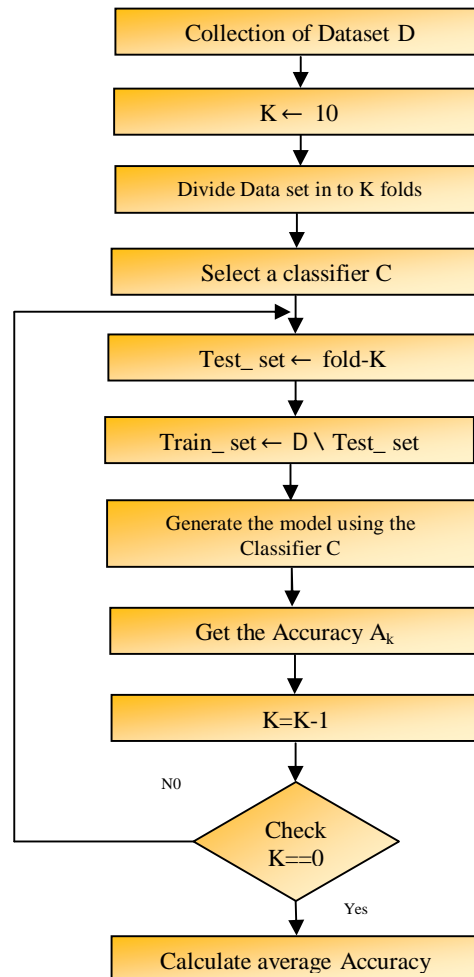 Collection of Dataset D
K ← 10
Divide Data set in to K folds
Select a classifier C
Test_ set ← fold-K
Train_ set ← D \ Test_ set
Generate the model using the
Classifier C
Get the Accuracy Aₖ
K=K-1
N0
Check
K==0
Yes
Calculate average Accuracy